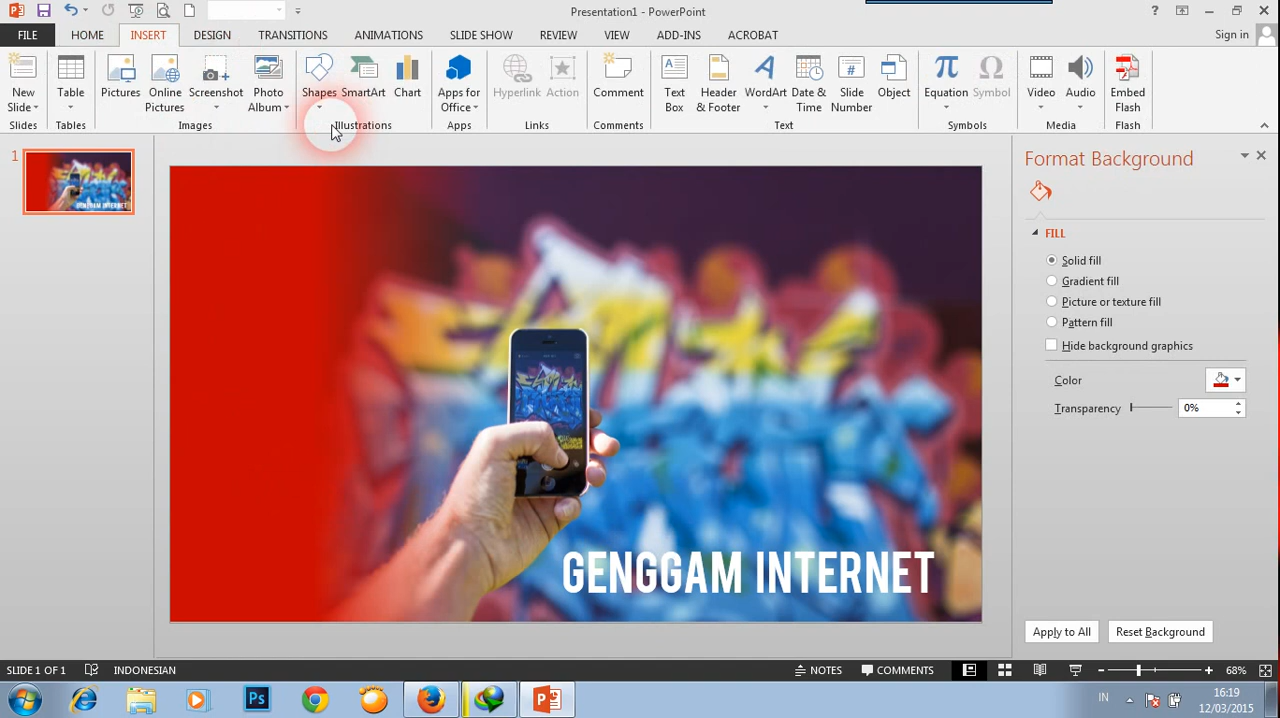 Presentation1 - PowerPoint
?
FILE
HOME
INSERT
DESIGN
TRANSITIONS
ANIMATIONS
SLIDE SHOW
REVIEW
VIEW
ADD-INS
ACROBAT
Sign in
New Slide
Table
Pictures
Online Pictures
Screenshot
Photo Album
Shapes
SmartArt
Chart
Apps for Office
Hyperlink
Action
Comment
Text Box
Header & Footer
WordArt
Date & Time
Slide Number
Object
Equation
Symbol
Video
Audio
Embed Flash
Slides
Tables
Images
Illustrations
Apps
Links
Comments
Text
Symbols
Media
Flash
1
GENGGAM INTERNET
GENGGAM INTERNET
Format Background
FILL
Solid fill
Gradient fill
Picture or texture fill
Pattern fill
Hide background graphics
Color
Transparency
0%
Apply to All
Reset Background
SLIDE 1 OF 1
INDONESIAN
NOTES
COMMENTS
68%
Ps
IN
16:19
12/03/2015